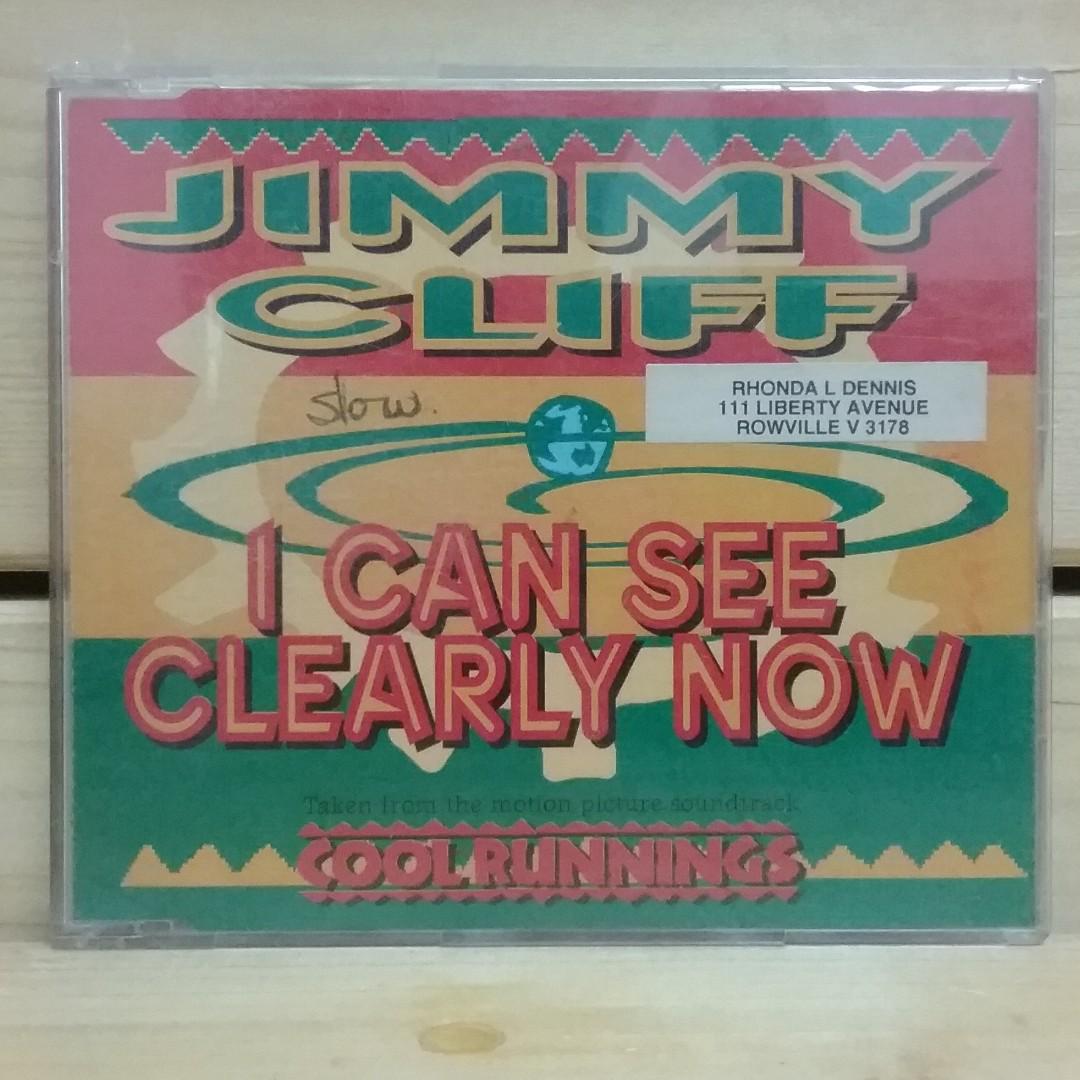 JIMMY
CLIFF
slow.
RHONDA L DENNIS
111 LIBERTY AVENUE
ROWVILLE V 3178
I CAN SEE
CLEARLY NOW
Taken from the motion picture soundtrack
COOL RUNNINGS